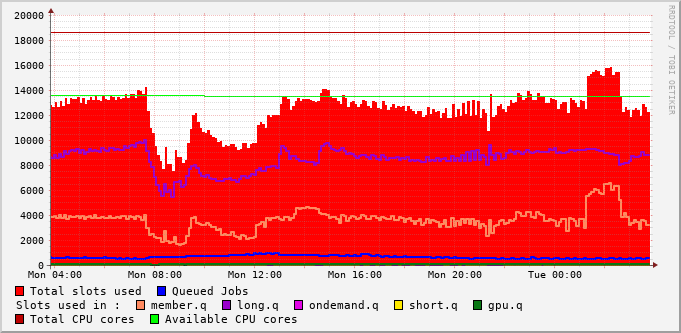 20000
18000
16000
14000
12000
10000
8000
6000
4000
2000
0
Mon 04:00 Mon 08:00 Mon 12:00 Mon 16:00 Mon 20:00 Tue 00:00
Total slots used Queued Jobs
Slots used in : member.q long.q ondemand.q short.q gpu.q
Total CPU cores Available CPU cores
RRDTOOL / TOBI OETIKER